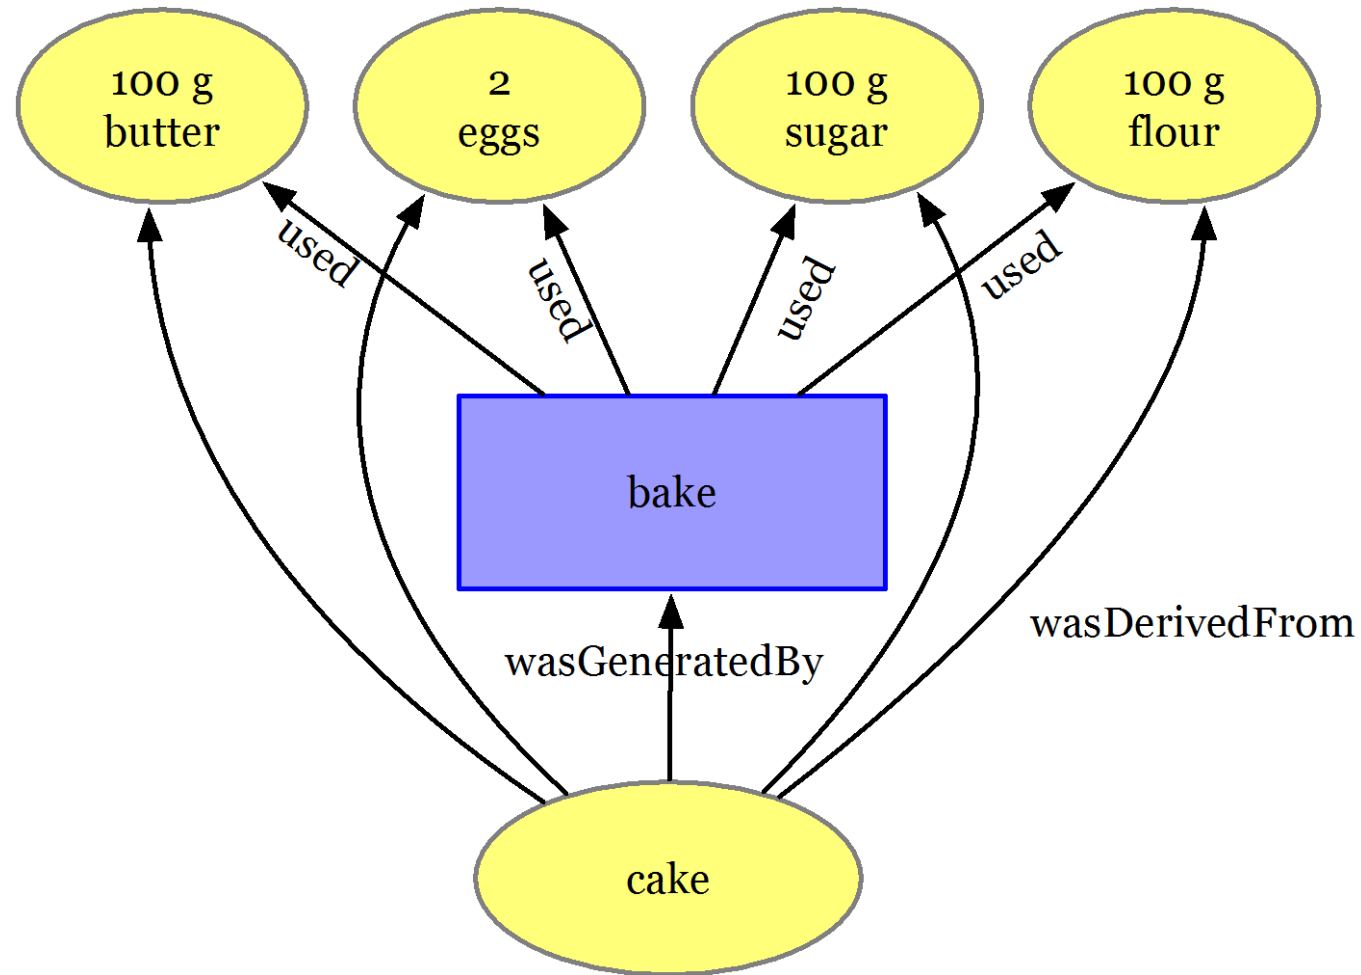 100 g
butter
2
eggs
100 g
sugar
100 g
flour
used
used
used
used
bake
wasDerivedFrom
wasGeneratedBy
cake